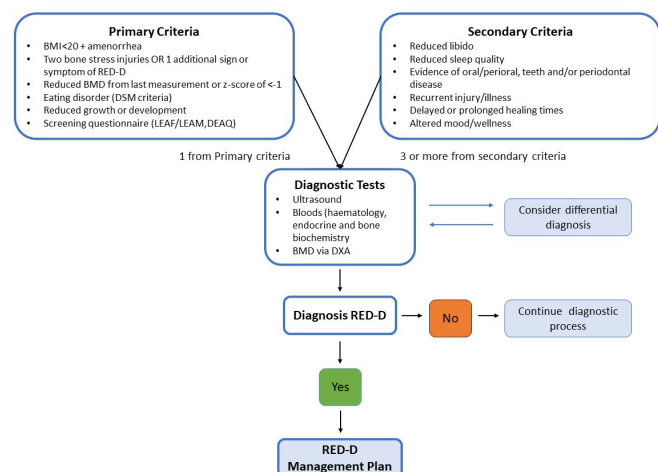 Primary Criteria
• BMI<20 + amenorrhea
• Two bone stress injuries OR 1 additional sign or
symptom of RED-D
• Reduced BMD from last measurement or z-score of <-1
• Eating disorder (DSM criteria)
• Reduced growth or development
• Screening questionnaire (LEAF/LEAM,DEAQ)
Secondary Criteria
• Reduced libido
• Reduced sleep quality
• Evidence of oral/perioral, teeth and/or periodontal
disease
• Recurrent injury/illness
• Delayed or prolonged healing times
• Altered mood/wellness
1 from Primary criteria
3 or more from secondary criteria
Diagnostic Tests
• Ultrasound
• Bloods (haematology,
endocrine and bone
biochemistry
• BMD via DXA
Consider differential
diagnosis
Diagnosis RED-D
No
Continue diagnostic
process
Yes
RED-D
Management Plan